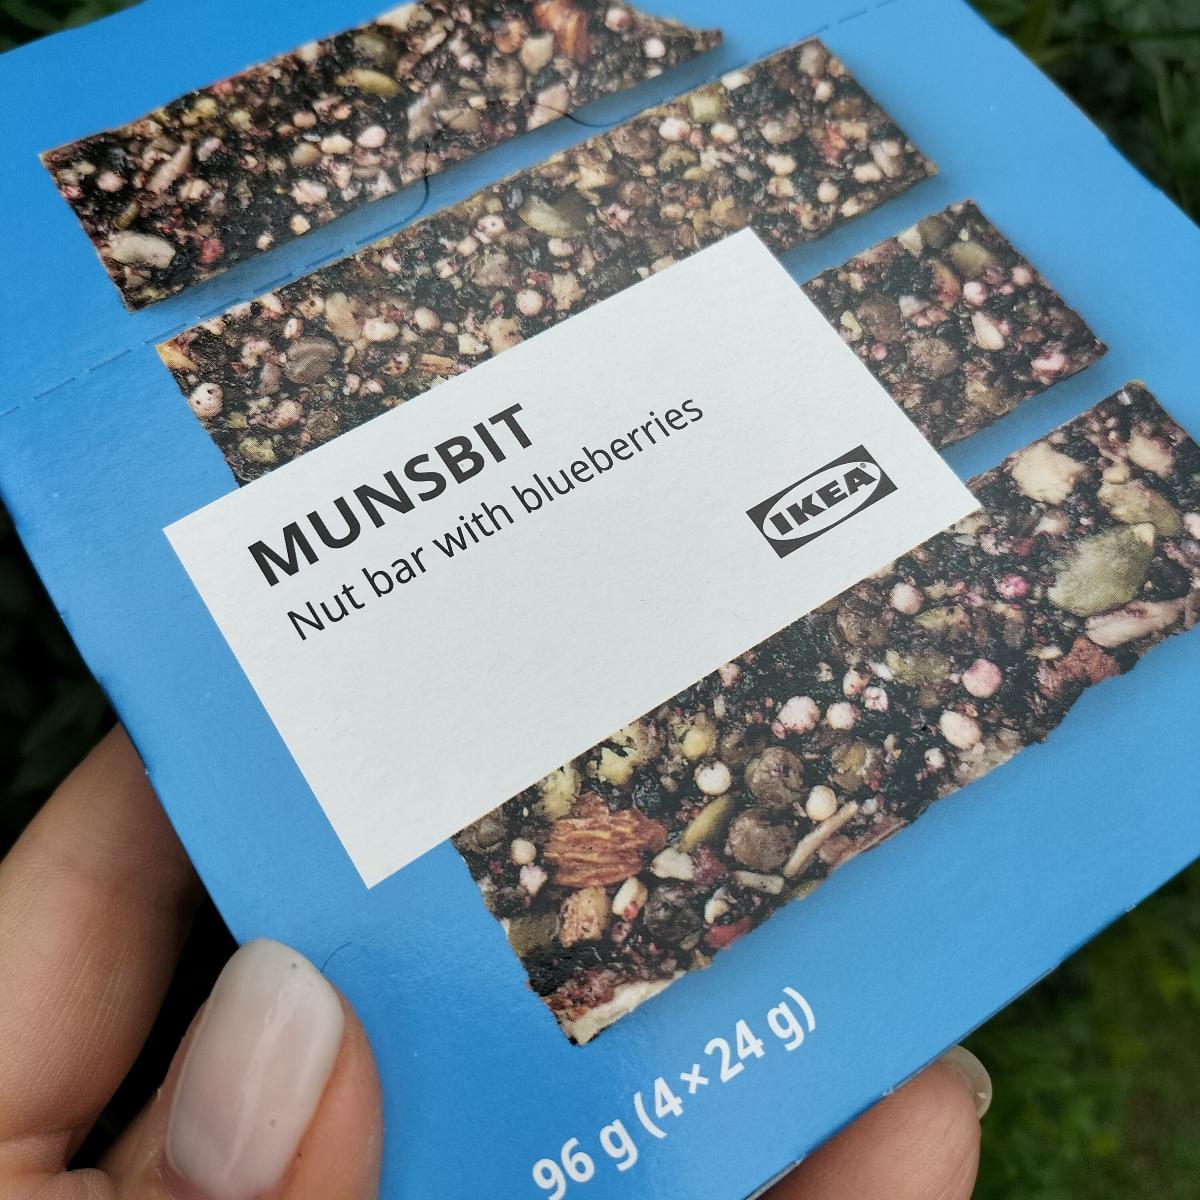 MUNSBIT
Nut bar with blueberries
IKEA®
96 g (4×24 g)